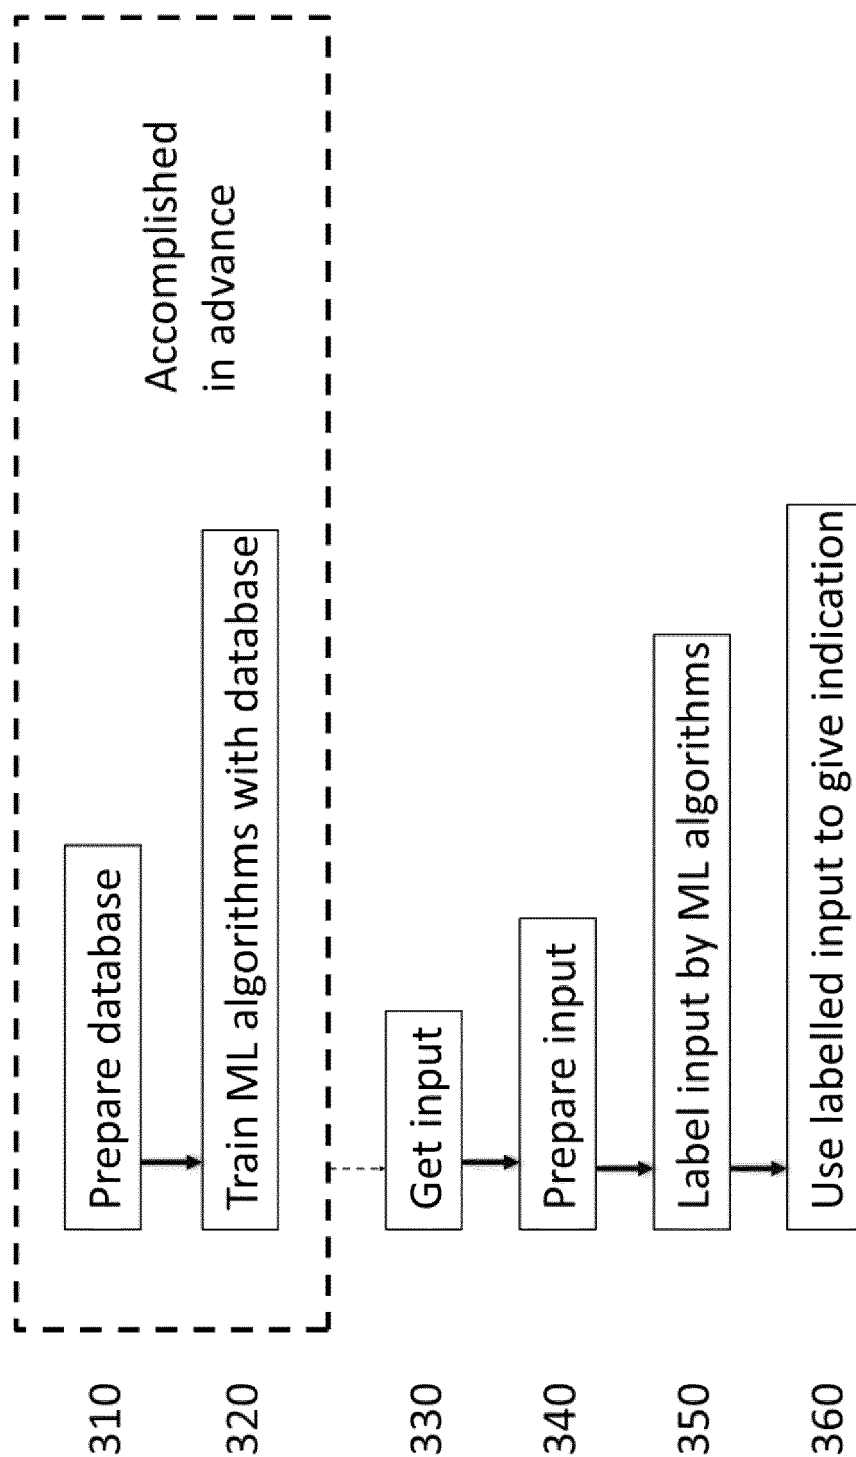 310
Prepare database
320
Train ML algorithms with database
Accomplished
in advance
330
Get input
340
Prepare input
350
Label input by ML algorithms
360
Use labelled input to give indication